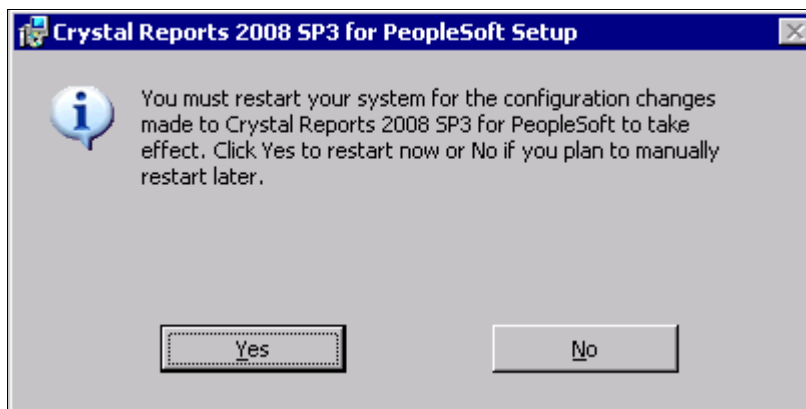 Crystal Reports 2008 SP3 for PeopleSoft Setup
You must restart your system for the configuration changes
made to Crystal Reports 2008 SP3 for PeopleSoft to take
effect. Click Yes to restart now or No if you plan to manually
restart later.
Yes
No